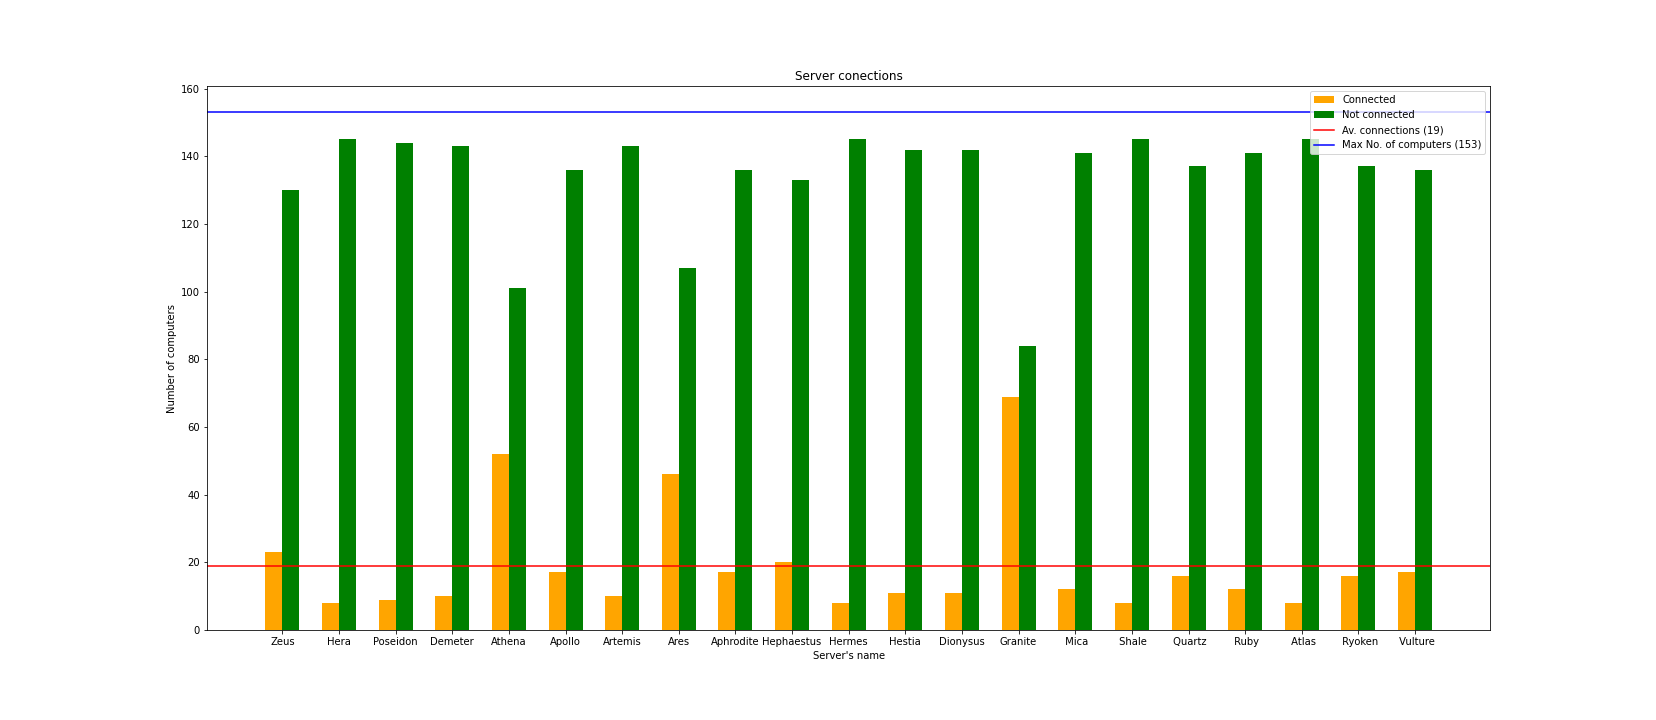 Server conections
160
140
120
100
80
60
40
20
0
Number of computers
Connected
Not connected
Av. connections (19)
Max No. of computers (153)
Zeus Hera Poseidon Demeter Athena Apollo Artemis Ares Aphrodite Hephaestus Hermes Hestia Dionysus Granite Mica Shale Quartz Ruby Atlas Ryoken Vulture
Server's name